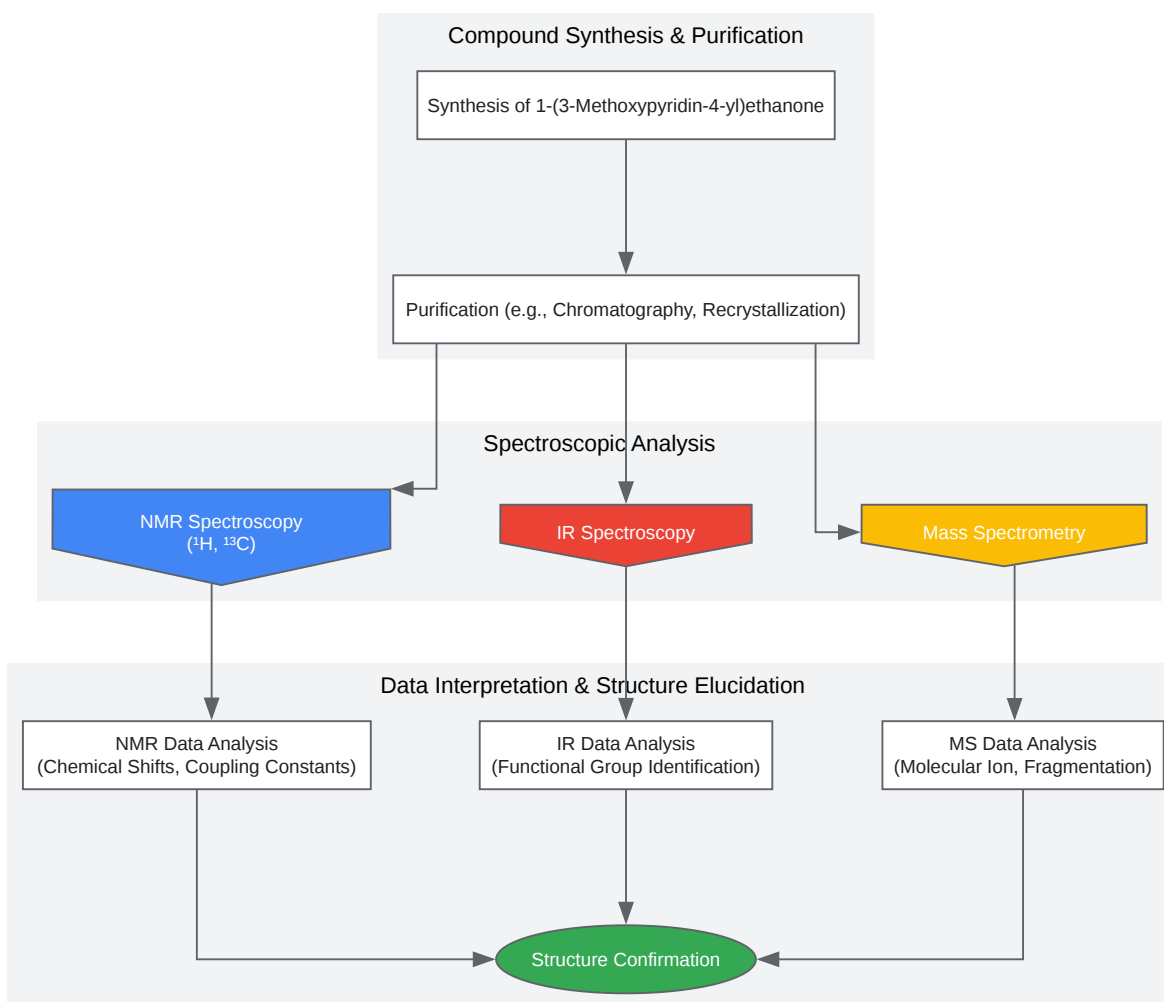 Compound Synthesis & Purification
Synthesis of 1-(3-Methoxypyridin-4-yl)ethanone
Purification (e.g., Chromatography, Recrystallization)
Spectroscopic Analysis
NMR Spectroscopy
(¹H, ¹³C)
IR Spectroscopy
Mass Spectrometry
Data Interpretation & Structure Elucidation
NMR Data Analysis
(Chemical Shifts, Coupling Constants)
IR Data Analysis
(Functional Group Identification)
MS Data Analysis
(Molecular Ion, Fragmentation)
Structure Confirmation